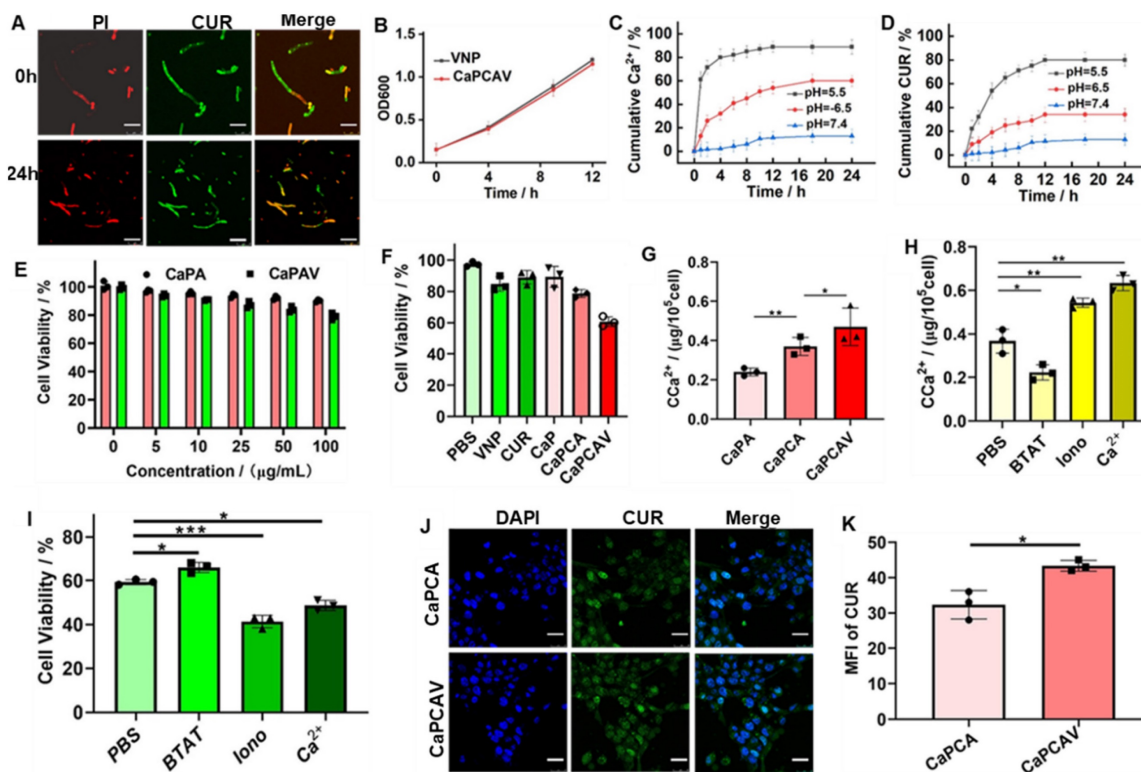 A
PI
CUR
Merge
0h
24h
B
OD600
1.5
1.0
0.5
0.0
VNP
CaPCAV
0
4
8
12
Time / h
C
Cumulative Ca²⁺ / %
100
80
60
40
20
0
pH=5.5
pH=-6.5
pH=7.4
0 4 8 12 16 20 24
Time / h
D
Cumulative CUR / %
100
80
60
40
20
0
pH=5.5
pH=6.5
pH=7.4
0 4 8 12 16 20 24
Time / h
E
Cell Viability / %
100
80
60
40
20
0
CaPA
CaPAV
0
5
10
25
50
100
Concentration /（μg/mL）
F
Cell Viability / %
100
80
60
40
20
0
PBS
VNP
CUR
CaP
CaPCA
CaPCAV
G
CCa²⁺ / (μg/10⁵cell)
0.6
0.4
0.2
0.0
**
*
CaPA
CaPCA
CaPCAV
H
CCa²⁺ / (μg/10⁵cell)
0.8
0.6
0.4
0.2
0.0
**
**
*
PBS
BTAT
Iono
Ca²⁺
I
Cell Viability / %
100
80
60
40
20
0
*
***
*
PBS
BTAT
Iono
Ca²⁺
J
DAPI
CUR
Merge
CaPCA
CaPCAV
K
MFI of CUR
50
40
30
20
10
0
*
CaPCA
CaPCAV